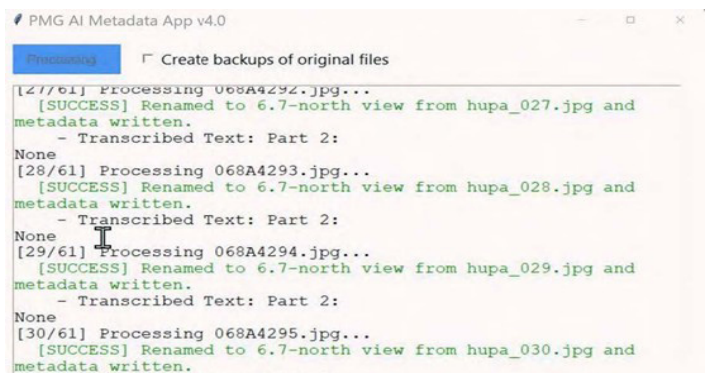 PMG AI Metadata App v4.0
Processing...
Create backups of original files
[27/61] Processing 068A4292.jpg...
[SUCCESS] Renamed to 6.7-north view from hupa_027.jpg and
metadata written.
- Transcribed Text: Part 2:
None
[28/61] Processing 068A4293.jpg...
[SUCCESS] Renamed to 6.7-north view from hupa_028.jpg and
metadata written.
- Transcribed Text: Part 2:
None
[29/61] Processing 068A4294.jpg...
[SUCCESS] Renamed to 6.7-north view from hupa_029.jpg and
metadata written.
- Transcribed Text: Part 2:
None
[30/61] Processing 068A4295.jpg...
[SUCCESS] Renamed to 6.7-north view from hupa_030.jpg and
metadata written.